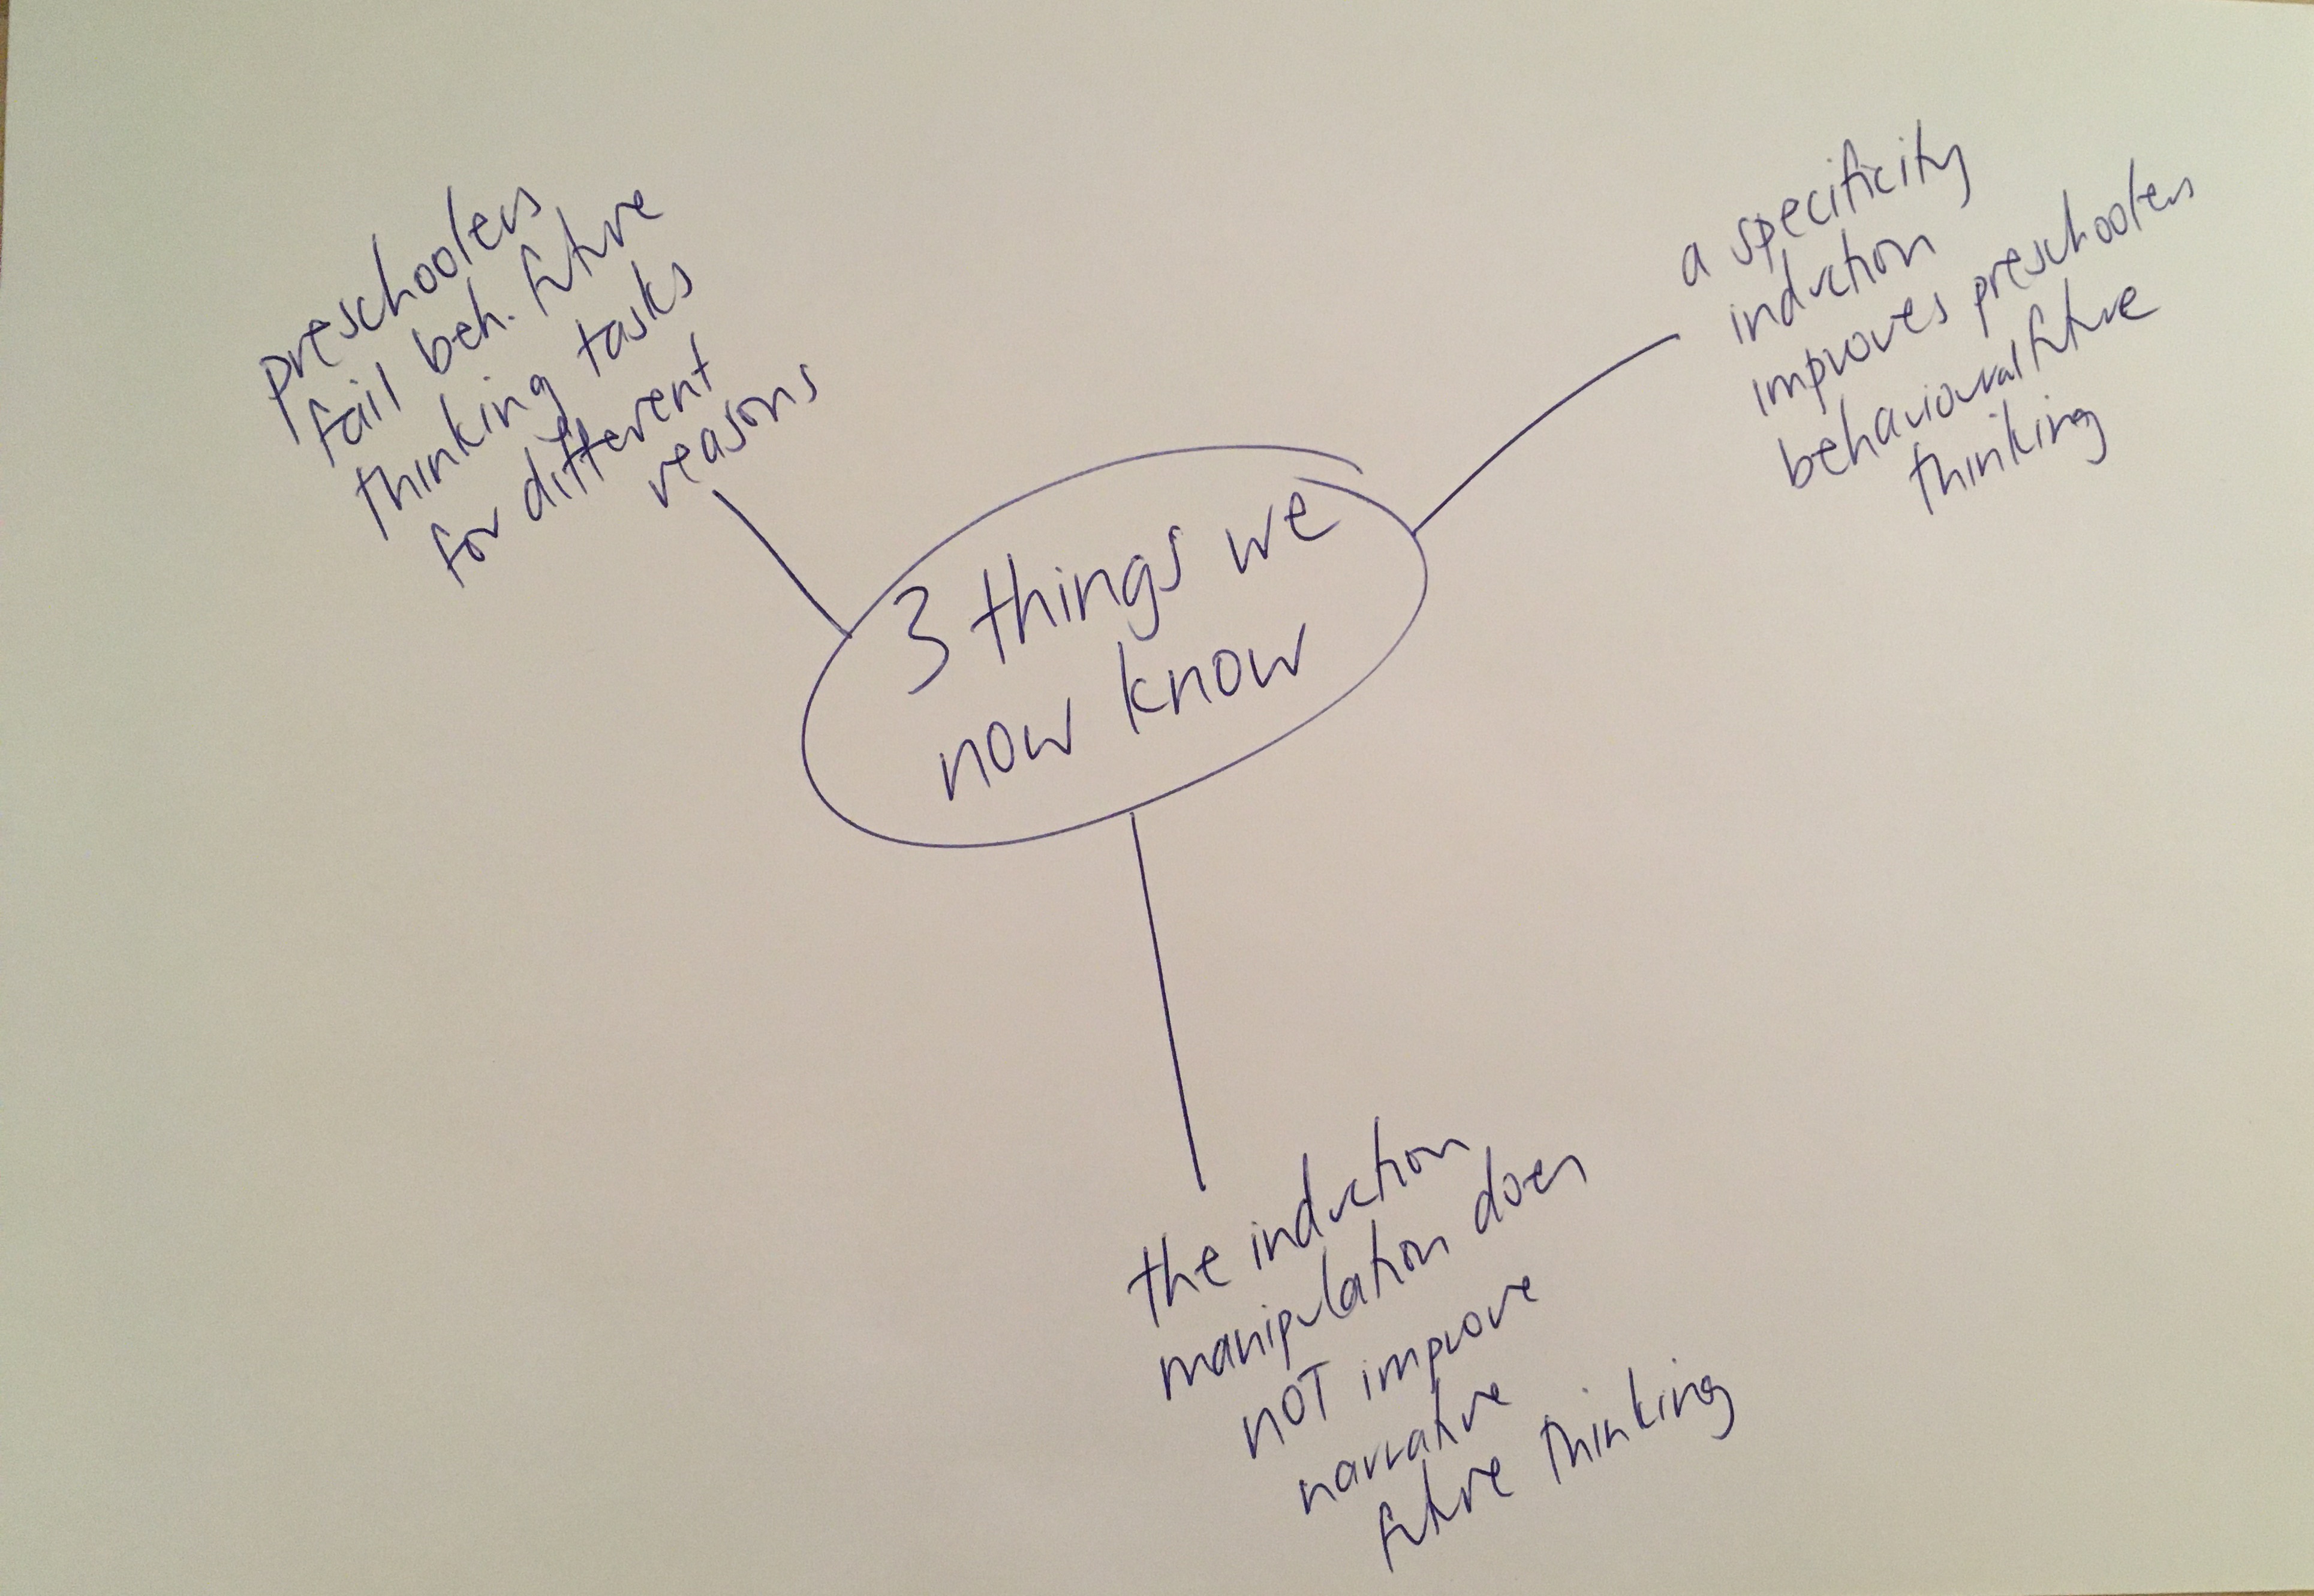 preschoolers
fail beh. future
thinking tasks
for different
reasons
a specificity
induction
improves preschoolers
behavioural future
thinking
3 things we
now know
the induction
manipulation does
NOT improve
narrative
future thinking